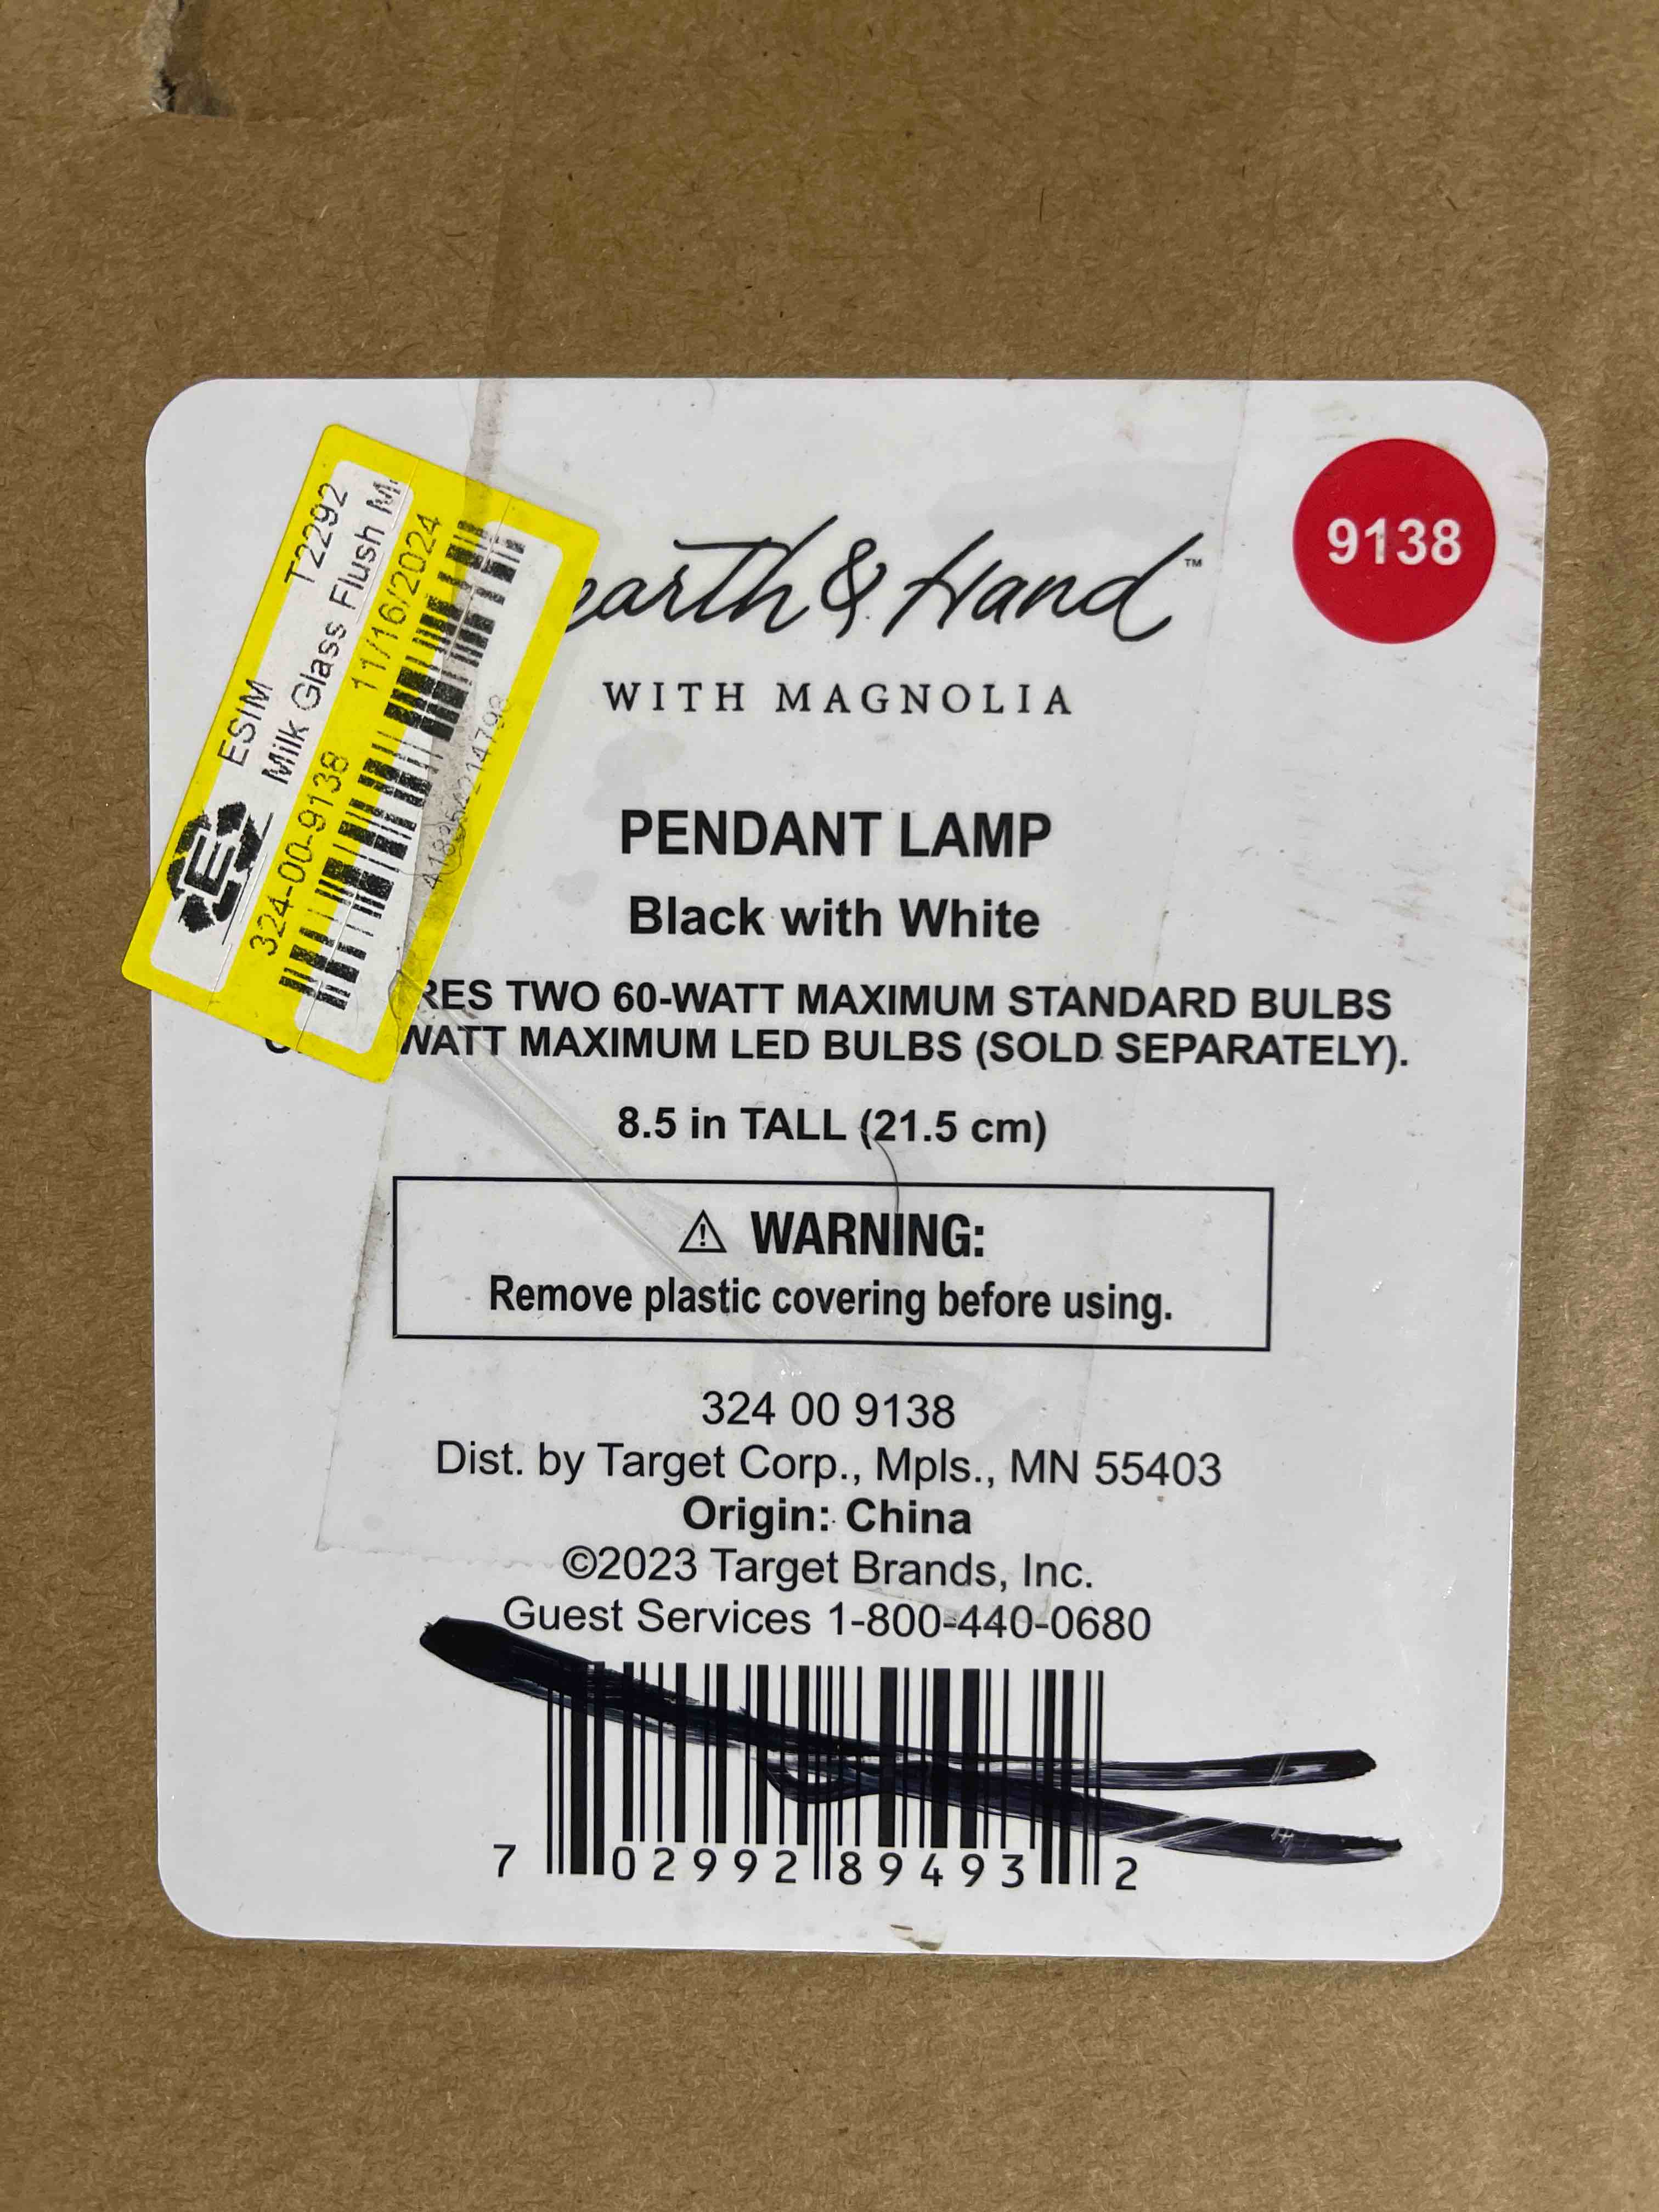 ESIM T2292
Milk Glass Flush M
324-00-9138 11/16/2024
earth & Hand™
WITH MAGNOLIA
9138
PENDANT LAMP
Black with White
RES TWO 60-WATT MAXIMUM STANDARD BULBS
WATT MAXIMUM LED BULBS (SOLD SEPARATELY).
8.5 in TALL (21.5 cm)
⚠ WARNING:
Remove plastic covering before using.
324 00 9138
Dist. by Target Corp., Mpls., MN 55403
Origin: China
©2023 Target Brands, Inc.
Guest Services 1-800-440-0680
7 02992 89493 2